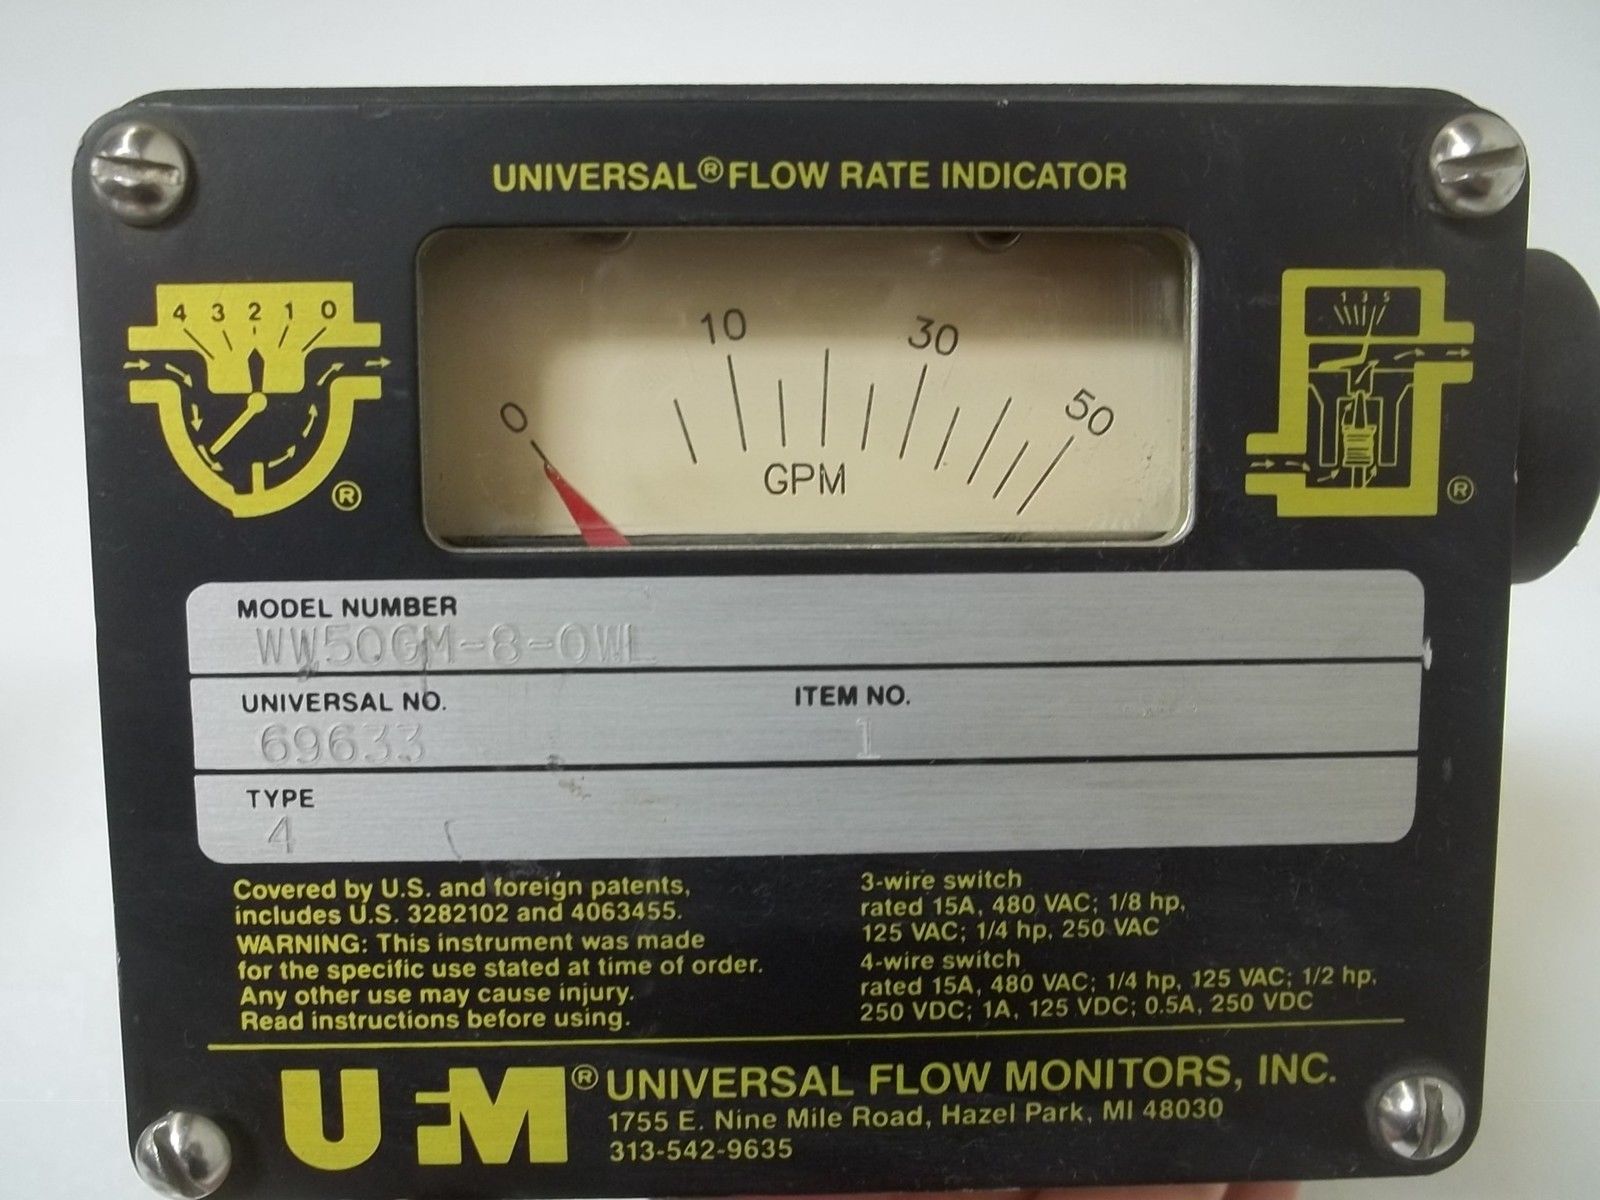 UNIVERSAL® FLOW RATE INDICATOR
4 3 2 1 0
®
0 10 30 50
GPM
1 3 5
®
MODEL NUMBER
WW50GM-8-0WL
UNIVERSAL NO. ITEM NO.
69633 1
TYPE
4
Covered by U.S. and foreign patents,
includes U.S. 3282102 and 4063455.
WARNING: This instrument was made
for the specific use stated at time of order.
Any other use may cause injury.
Read instructions before using.
3-wire switch
rated 15A, 480 VAC; 1/8 hp,
125 VAC; 1/4 hp, 250 VAC
4-wire switch
rated 15A, 480 VAC; 1/4 hp, 125 VAC; 1/2 hp,
250 VDC; 1A, 125 VDC; 0.5A, 250 VDC
UFM® UNIVERSAL FLOW MONITORS, INC.
1755 E. Nine Mile Road, Hazel Park, MI 48030
313-542-9635